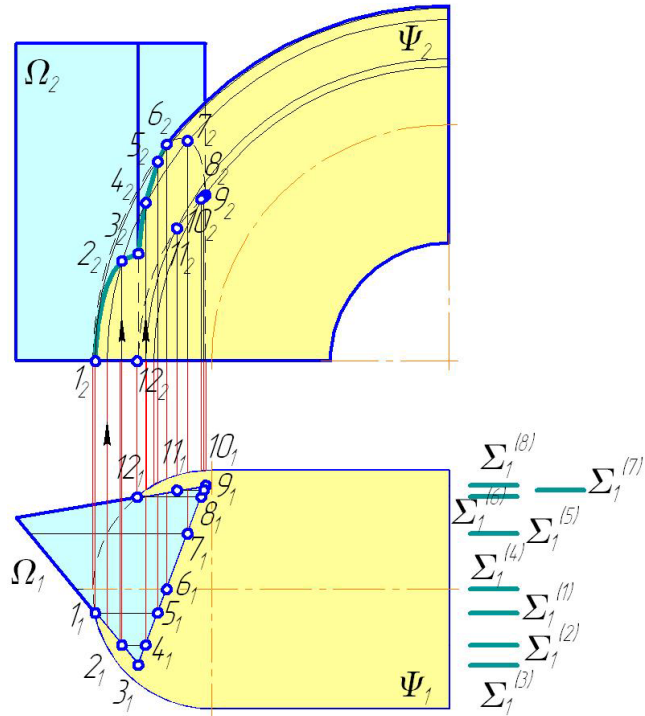 Ω₂
Ψ₂
6₂
7₂
5₂
4₂
8₂
9₂
3₂
10₂
2₂
11₂
1₂
12₂
10₁
11₁
12₁
9₁
8₁
7₁
Ω₁
6₁
1₁
5₁
2₁
4₁
3₁
Ψ₁
Σ₁⁽⁸⁾
Σ₁⁽⁷⁾
Σ₁⁽⁶⁾
Σ₁⁽⁵⁾
Σ₁⁽⁴⁾
Σ₁⁽¹⁾
Σ₁⁽²⁾
Σ₁⁽³⁾